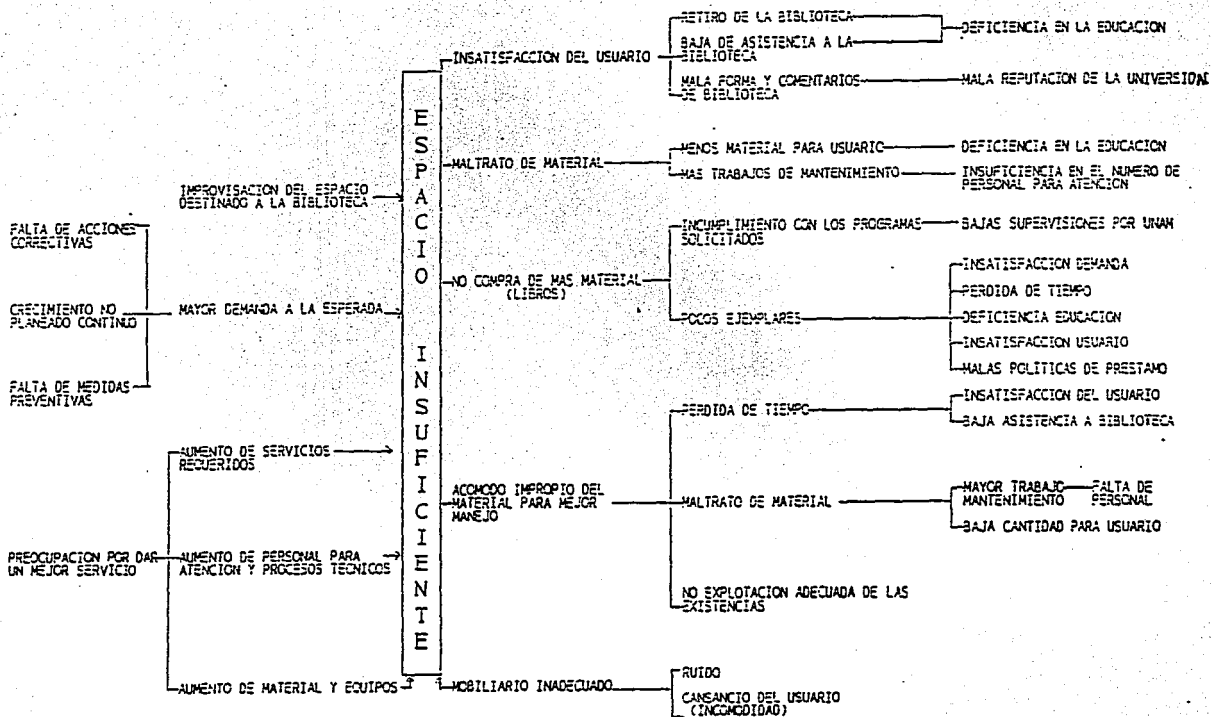 FALTA DE ACCIONES
CORRECTIVAS
CRECIMIENTO NO
PLANEADO CONTINUO
FALTA DE MEDIDAS
PREVENTIVAS
PREOCUPACION POR DAR
UN MEJOR SERVICIO
IMPROVISACION DEL ESPACIO
DESTINADO A LA BIBLIOTECA
MAYOR DEMANDA A LA ESPERADA
AUMENTO DE SERVICIOS
REQUERIDOS
AUMENTO DE PERSONAL PARA
ATENCION Y PROCESOS TECNICOS
AUMENTO DE MATERIAL Y EQUIPOS
ESPACIO INSUFICIENTE
INSATISFACCION DEL USUARIO
RETIRO DE LA BIBLIOTECA
BAJA DE ASISTENCIA A LA
BIBLIOTECA
DEFICIENCIA EN LA EDUCACION
MALA FORMA Y COMENTARIOS
DE BIBLIOTECA
MALA REPUTACION DE LA UNIVERSIDAD
MALTRATO DE MATERIAL
MENOS MATERIAL PARA USUARIO
DEFICIENCIA EN LA EDUCACION
MAS TRABAJOS DE MANTENIMIENTO
INSUFICIENCIA EN EL NUMERO DE
PERSONAL PARA ATENCION
NO COMPRA DE MAS MATERIAL
(LIBROS)
INCUMPLIMIENTO CON LOS PROGRAMAS
SOLICITADOS
BAJAS SUPERVISIONES POR UNAM
POCOS EJEMPLARES
INSATISFACCION DEMANDA
PERDIDA DE TIEMPO
DEFICIENCIA EDUCACION
INSATISFACCION USUARIO
MALAS POLÍTICAS DE PRESTAMO
ACOMODO IMPROPIO DEL
MATERIAL PARA MEJOR
MANEJO
PERDIDA DE TIEMPO
INSATISFACCION DEL USUARIO
BAJA ASISTENCIA A BIBLIOTECA
MALTRATO DE MATERIAL
MAYOR TRABAJO
MANTENIMIENTO
FALTA DE
PERSONAL
BAJA CANTIDAD PARA USUARIO
NO EXPLOTACION ADECUADA DE LAS
EXISTENCIAS
MOBILIARIO INADECUADO
RUIDO
CANSANCIO DEL USUARIO
(INCOMODIDAD)